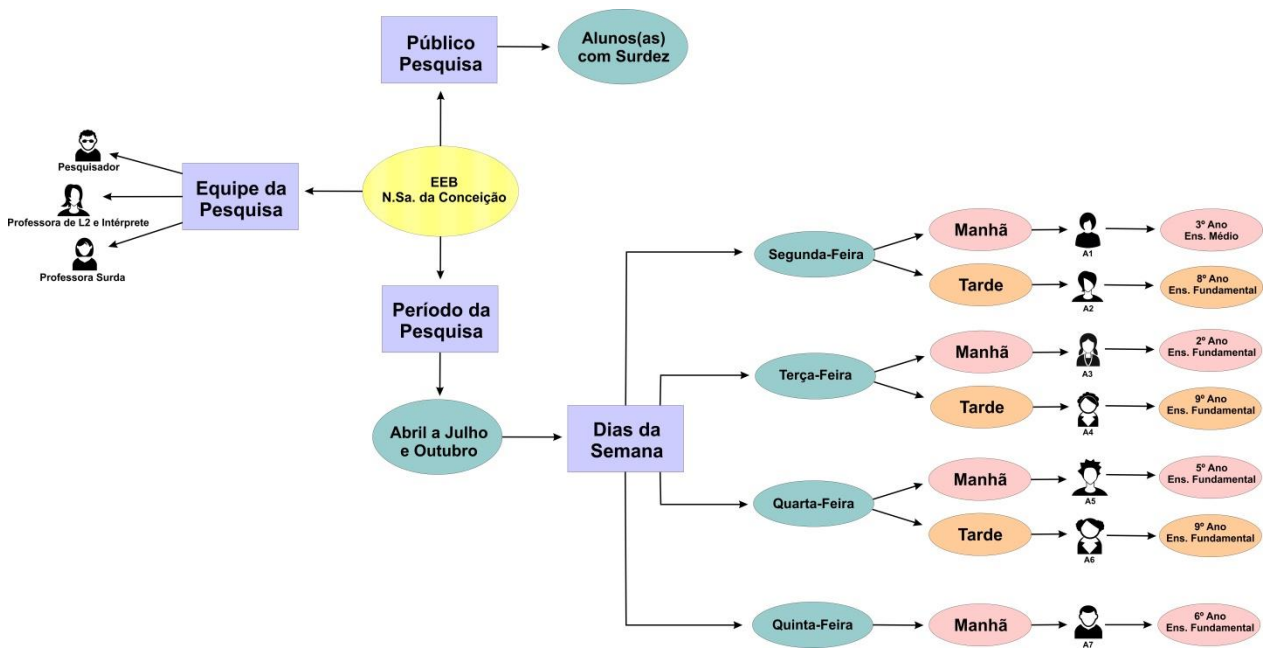 Público
Pesquisa
Alunos(as)
com Surdez
Pesquisador
Professora de L2 e Intérprete
Professora Surda
Equipe da
Pesquisa
EEB
N.Sa. da Conceição
Período da
Pesquisa
Abril a Julho
e Outubro
Dias da
Semana
Segunda-Feira
Manhã
A1
3º Ano
Ens. Médio
Tarde
A2
8º Ano
Ens. Fundamental
Terça-Feira
Manhã
A3
2º Ano
Ens. Fundamental
Tarde
A4
9º Ano
Ens. Fundamental
Quarta-Feira
Manhã
A5
5º Ano
Ens. Fundamental
Tarde
A6
9º Ano
Ens. Fundamental
Quinta-Feira
Manhã
A7
6º Ano
Ens. Fundamental